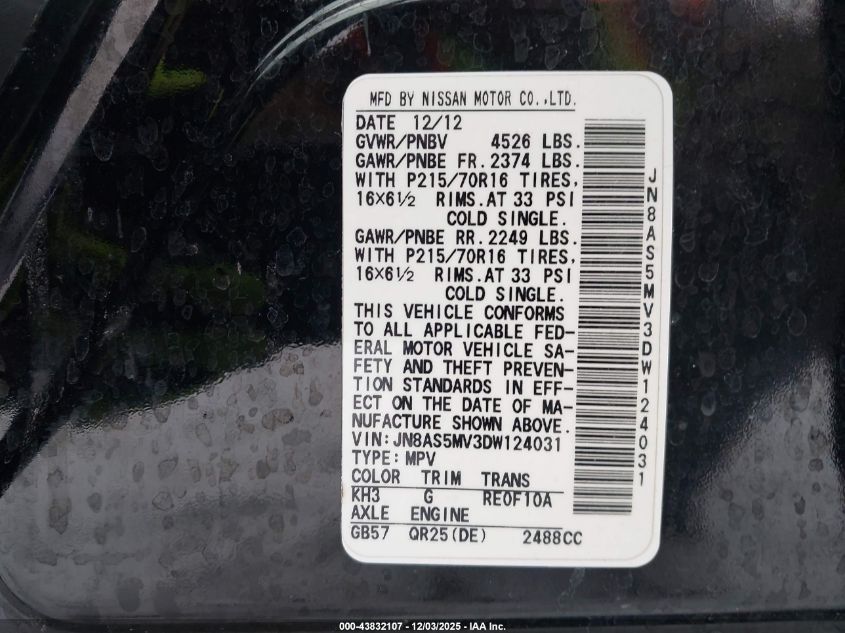 MFD BY NISSAN MOTOR CO.,LTD.
DATE 12/12
GVWR/PNBV 4526 LBS.
GAWR/PNBE FR. 2374 LBS.
WITH P215/70R16 TIRES,
16×6½ RIMS. AT 33 PSI
COLD SINGLE.
GAWR/PNBE RR. 2249 LBS.
WITH P215/70R16 TIRES,
16×6½ RIMS. AT 33 PSI
COLD SINGLE.
THIS VEHICLE CONFORMS
TO ALL APPLICABLE FED-
ERAL MOTOR VEHICLE SA-
FETY AND THEFT PREVEN-
TION STANDARDS IN EFF-
ECT ON THE DATE OF MA-
NUFACTURE SHOWN ABOVE.
VIN: JN8AS5MV3DW124031
TYPE: MPV
COLOR TRIM TRANS
KH3 G RE0F10A
AXLE ENGINE
GB57 QR25(DE) 2488CC
JN8AS5MV3DW124031
000-43832107 - 12/03/2025 - IAA Inc.